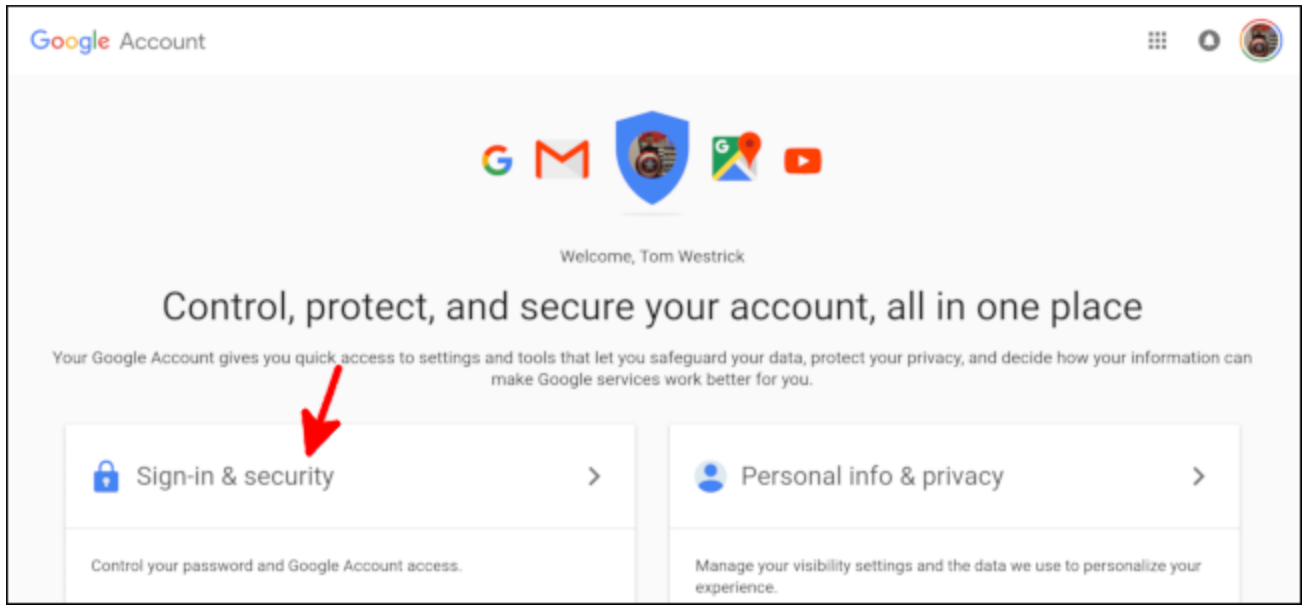 Google Account
G
G
Welcome, Tom Westrick
Control, protect, and secure your account, all in one place
Your Google Account gives you quick access to settings and tools that let you safeguard your data, protect your privacy, and decide how your information can
make Google services work better for you.
Sign-in & security
Personal info & privacy
Control your password and Google Account access.
Manage your visibility settings and the data we use to personalize your
experience.